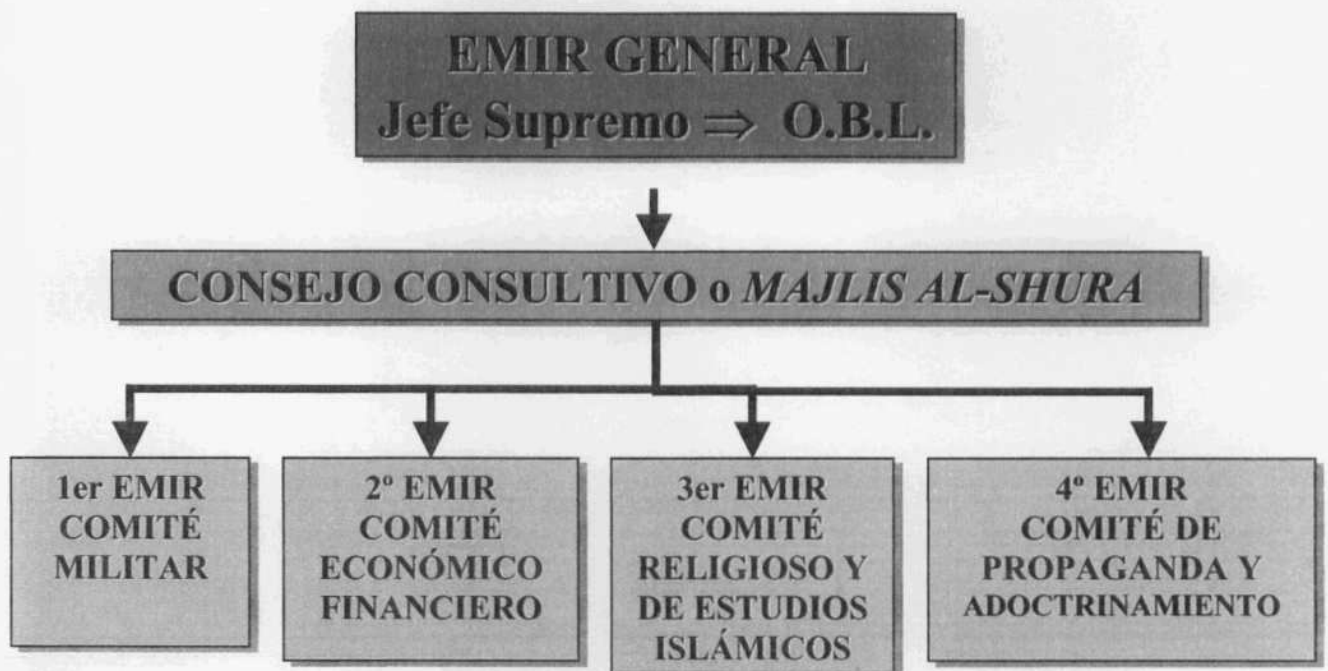 EMIR GENERAL
Jefe Supremo ⇒ O.B.L.
CONSEJO CONSULTIVO o MAJLIS AL-SHURA
1er EMIR
COMITÉ
MILITAR
2º EMIR
COMITÉ
ECONÓMICO
FINANCIERO
3er EMIR
COMITÉ
RELIGIOSO Y
DE ESTUDIOS
ISLÁMICOS
4º EMIR
COMITÉ DE
PROPAGANDA Y
ADOCTRINAMIENTO